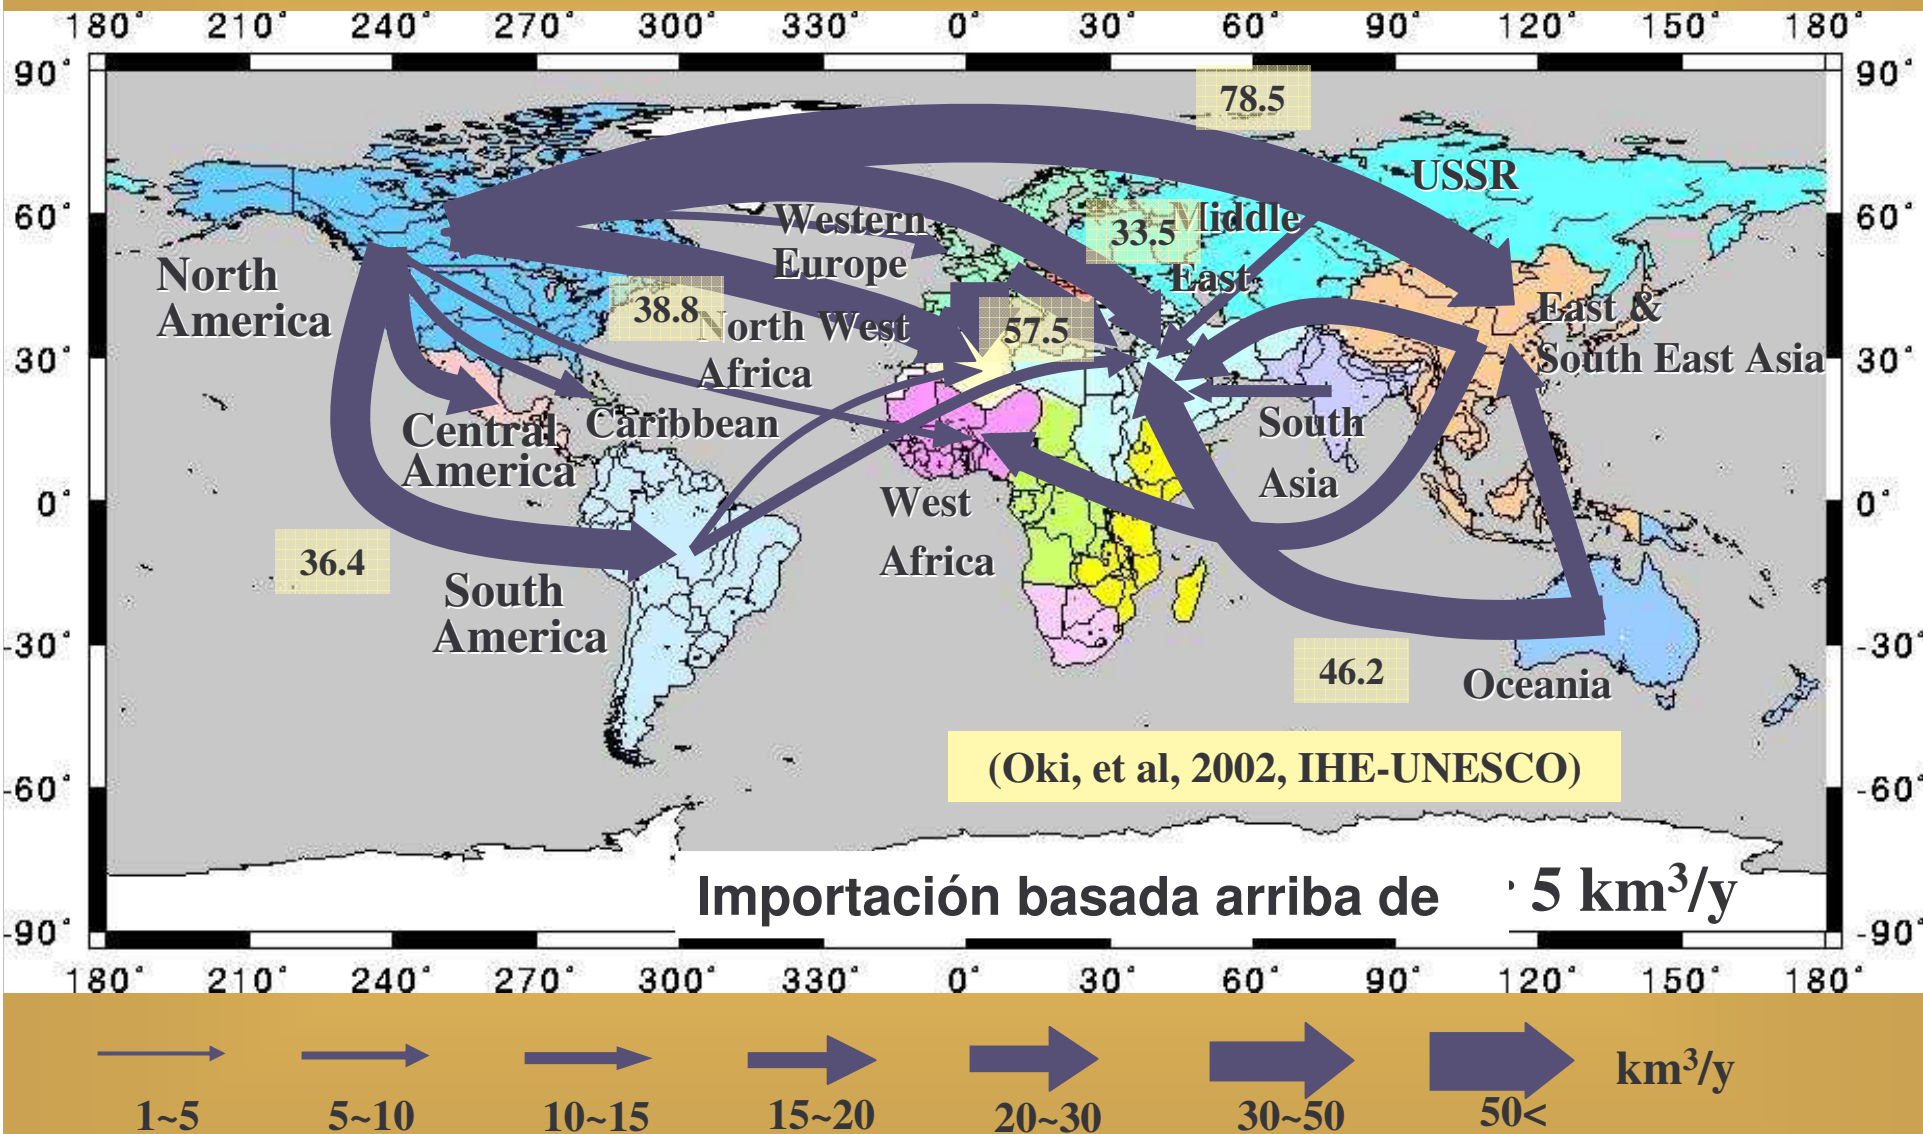 180° 210° 240° 270° 300° 330° 0° 30° 60° 90° 120° 150° 180°
90° 90°
78.5
USSR
60° 60°
Western
Europe
Middle
East
33.5
North
America
38.8
North West
Africa
57.5
East &
South East Asia
30° 30°
Central
America
Caribbean
South
Asia
West
Africa
0° 0°
36.4
South
America
-30° -30°
46.2
Oceania
(Oki, et al, 2002, IHE-UNESCO)
-60° -60°
Importación basada arriba de 5 km³/y
-90° -90°
180° 210° 240° 270° 300° 330° 0° 30° 60° 90° 120° 150° 180°
km³/y
1~5 5~10 10~15 15~20 20~30 30~50 50<